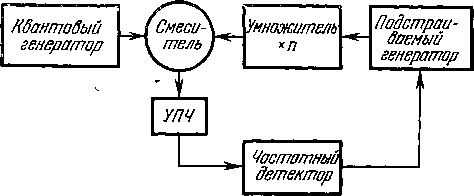 Квантовый
генератор
Смеси-
тель
Умножитель
×n
Подстраи-
ваемый
генератор
УПЧ
Частотный
детектор